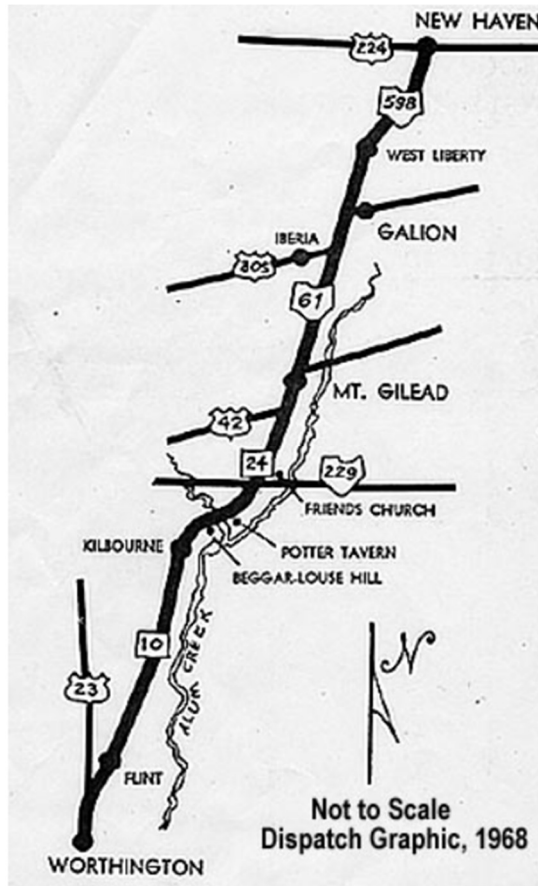 NEW HAVEN
224
598
WEST LIBERTY
GALION
IBERIA
30S
61
MT. GILEAD
42
24
229
FRIENDS CHURCH
KILBOURNE
POTTER TAVERN
BEGGAR-LOUSE HILL
10
ALUM CREEK
23
N
FLINT
Not to Scale
Dispatch Graphic, 1968
WORTHINGTON